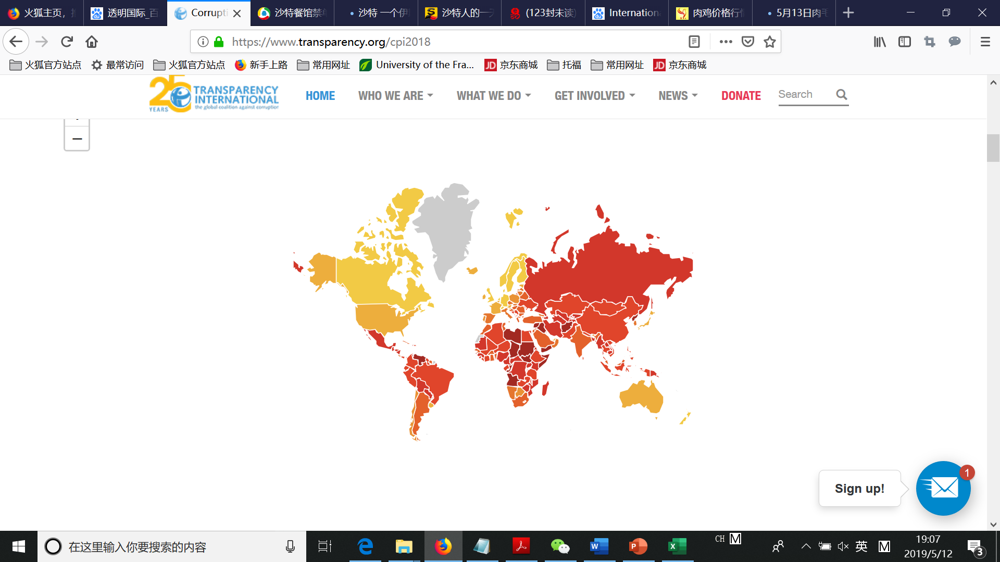 火狐主页,
透明国际_百
Corrupti
沙特餐馆禁
沙特 一个伊
沙特人的一
(123封未读)
Internationa
肉鸡价格行
5月13日肉毛
https://www.transparency.org/cpi2018
火狐官方站点
最常访问
火狐官方站点
新手上路
常用网址
University of the Fra...
JD 京东商城
托福
常用网址
JD 京东商城
25 YEARS
TRANSPARENCY
INTERNATIONAL
the global coalition against corruption
HOME
WHO WE ARE
WHAT WE DO
GET INVOLVED
NEWS
DONATE
Search
Sign up!
1
在这里输入你要搜索的内容
CH M
英 M
19:07
2019/5/12
3